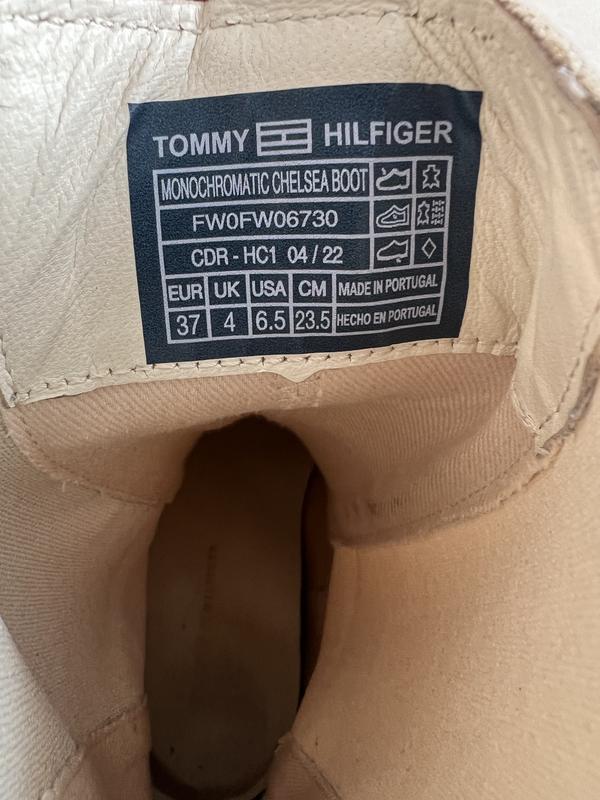 TOMMY HILFIGER
MONOCHROMATIC CHELSEA BOOT
FW0FW06730
CDR - HC1 04 / 22
EUR UK USA CM MADE IN PORTUGAL
37 4 6.5 23.5 HECHO EN PORTUGAL